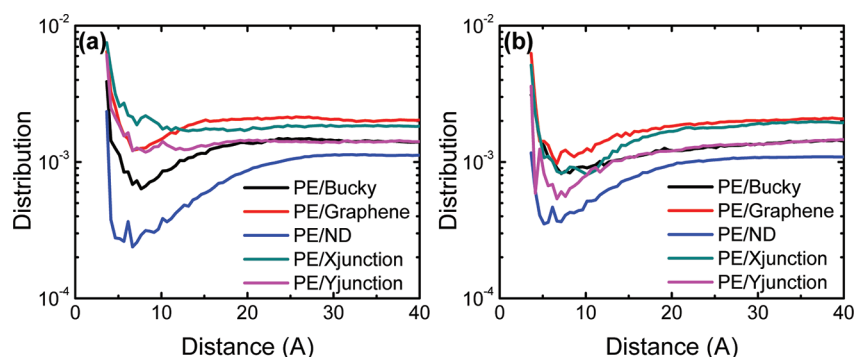 (a)
10^-2
10^-3
10^-4
Distribution
PE/Bucky
PE/Graphene
PE/ND
PE/Xjunction
PE/Yjunction
0 10 20 30 40
Distance (A)
(b)
10^-2
10^-3
10^-4
Distribution
PE/Bucky
PE/Graphene
PE/ND
PE/Xjunction
PE/Yjunction
0 10 20 30 40
Distance (A)